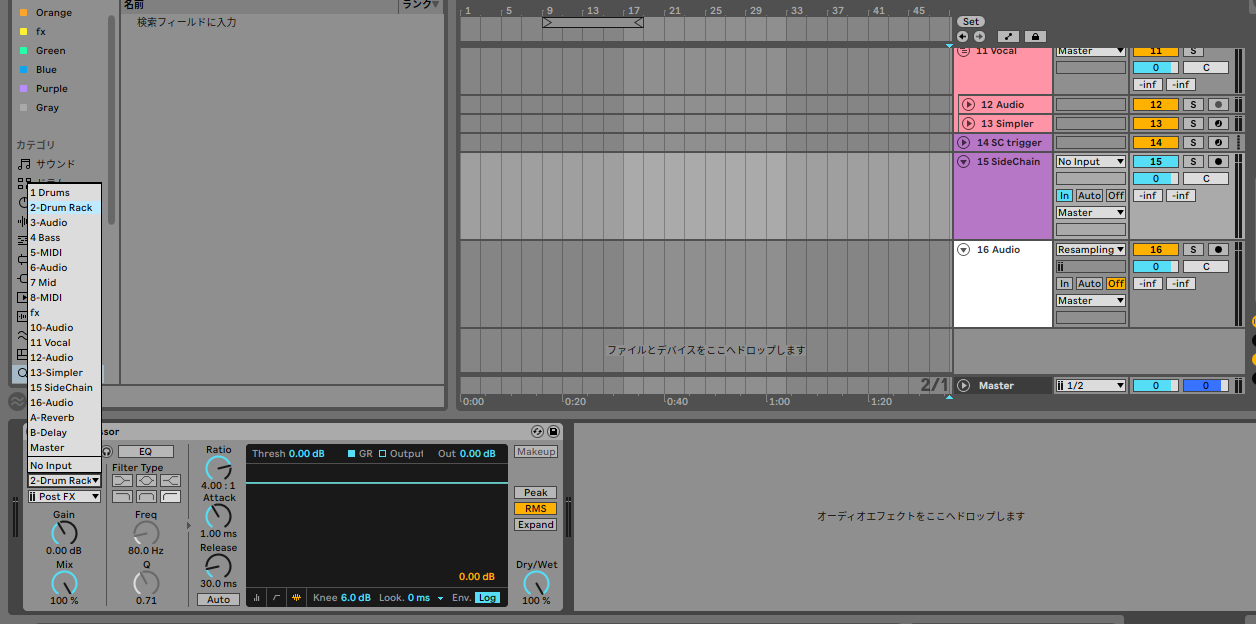 Orange
fx
Green
Blue
Purple
Gray
カテゴリ
サウンド
名前
ランク▼
検索フィールドに入力
1 5 9 13 17 21 25 29 33 37 41 45
Set
11 Vocal Master 11 S
0 C
-inf -inf
12 Audio 12 S
13 Simpler 13 S
14 SC trigger 14 S
15 SideChain No Input 15 S
0 C
In Auto Off -inf -inf
Master
16 Audio Resampling 16 S
0 C
In Auto Off -inf -inf
Master
ファイルとデバイスをここへドロップします
2/1
Master 1/2 0 0
0:00 0:20 0:40 1:00 1:20
1 Drums
2-Drum Rack
3-Audio
4 Bass
5-MIDI
6-Audio
7 Mid
8-MIDI
fx
10-Audio
11 Vocal
12-Audio
13-Simpler
15 SideChain
16-Audio
A-Reverb
B-Delay
Master
No Input
2-Drum Rack
Post FX
Gain
0.00 dB
Mix
100 %
ssor
EQ
Filter Type
Freq
80.0 Hz
Q
0.71
Ratio
4.00 : 1
Attack
1.00 ms
Release
30.0 ms
Auto
Thresh 0.00 dB GR Output Out 0.00 dB
0.00 dB
Knee 6.0 dB Look. 0 ms Env. Log
Makeup
Peak
RMS
Expand
Dry/Wet
100 %
オーディオエフェクトをここへドロップします